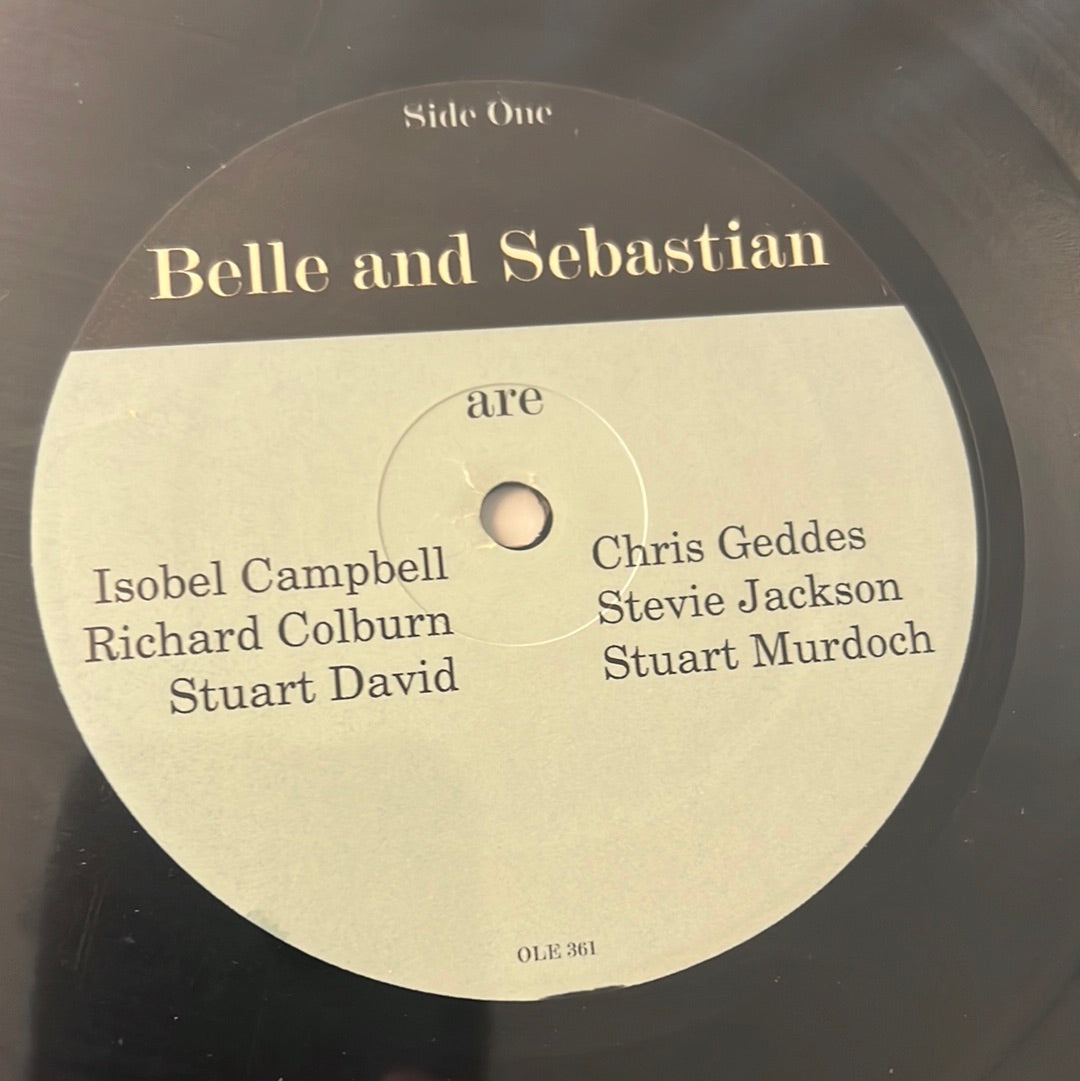 Side One
Belle and Sebastian
are
Isobel Campbell
Richard Colburn
Stuart David
Chris Geddes
Stevie Jackson
Stuart Murdoch
OLE 361